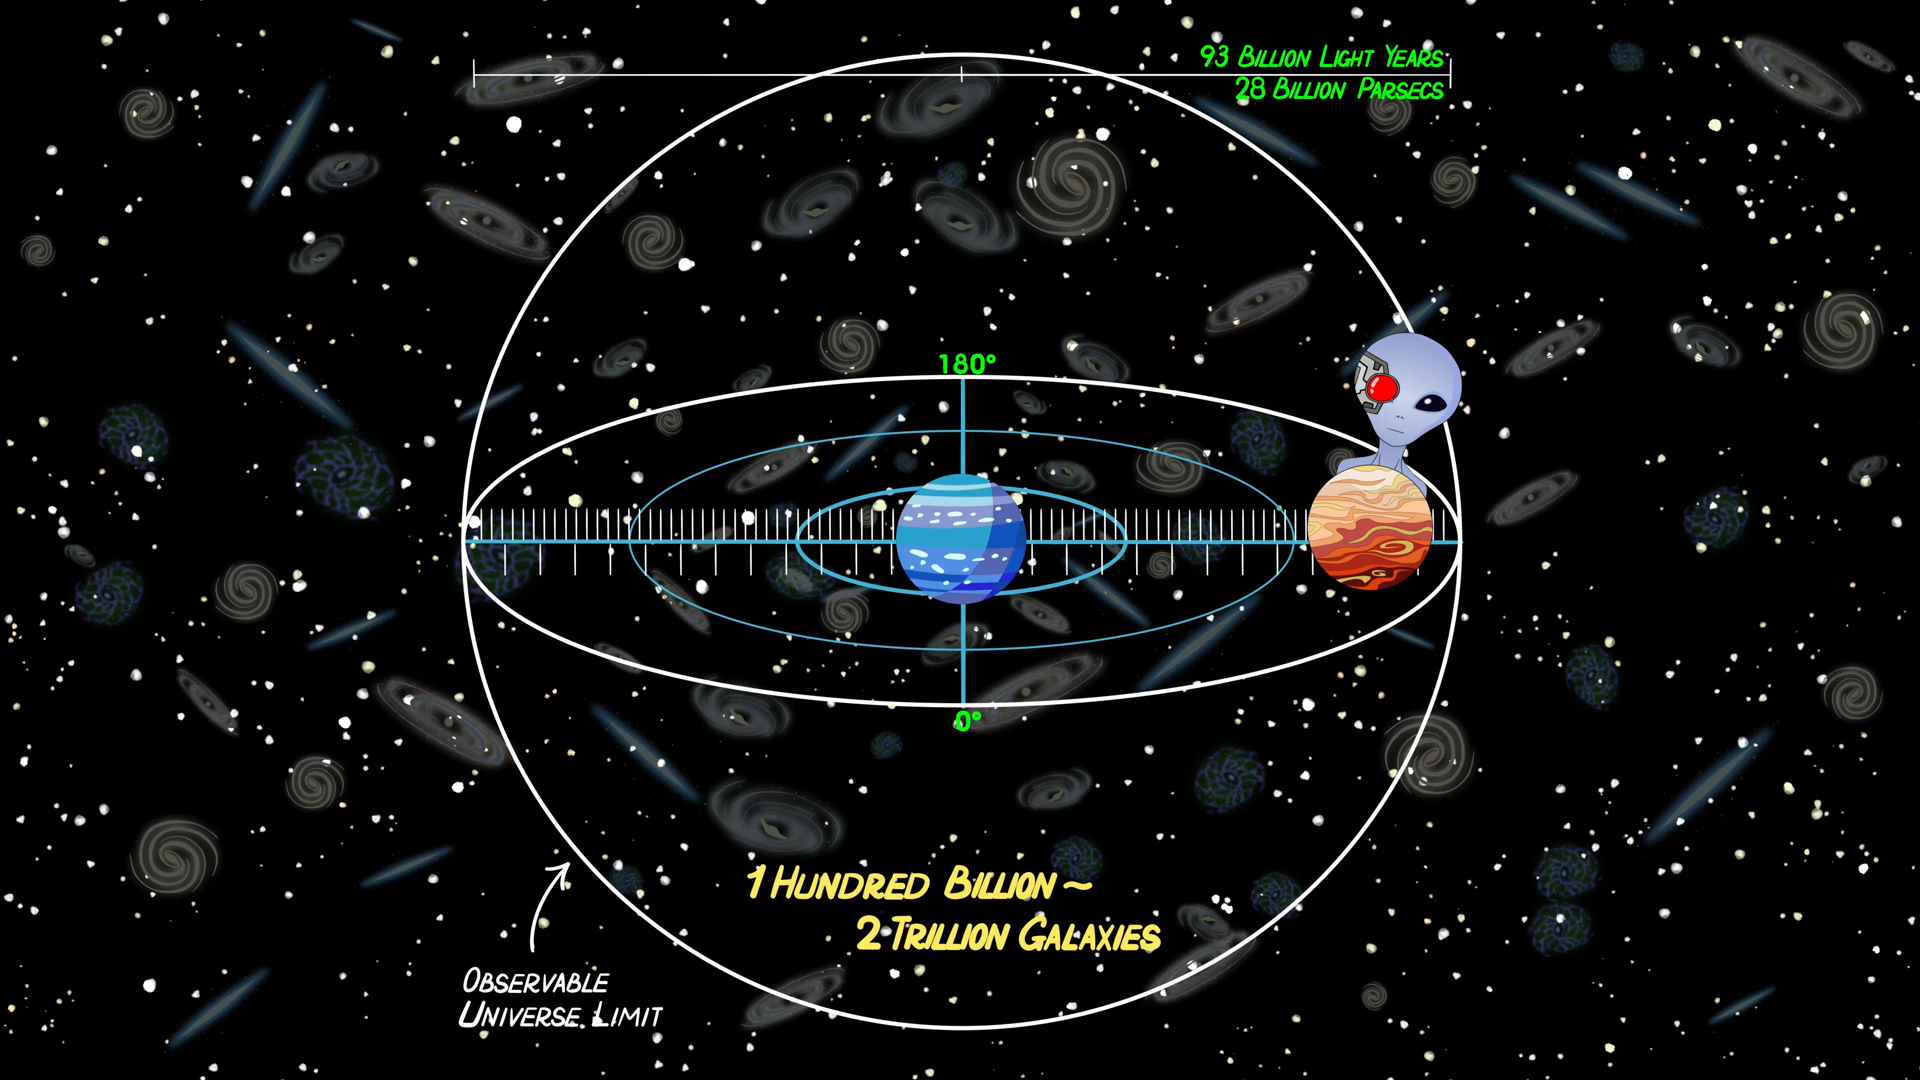 93 Billion Light Years
28 Billion Parsecs
180°
0°
1 Hundred Billion ~
2 Trillion Galaxies
Observable
Universe Limit